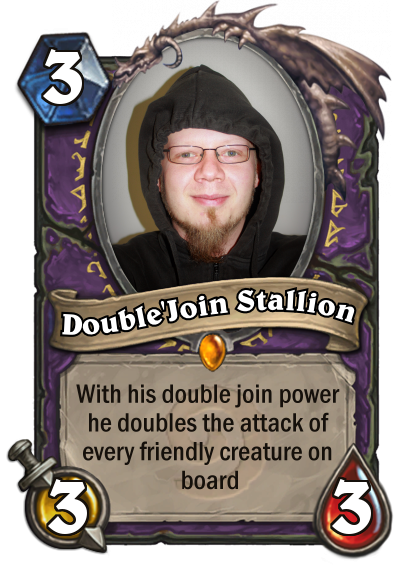 3
Double'Join Stallion
With his double join power
he doubles the attack of
every friendly creature on
board
3
3